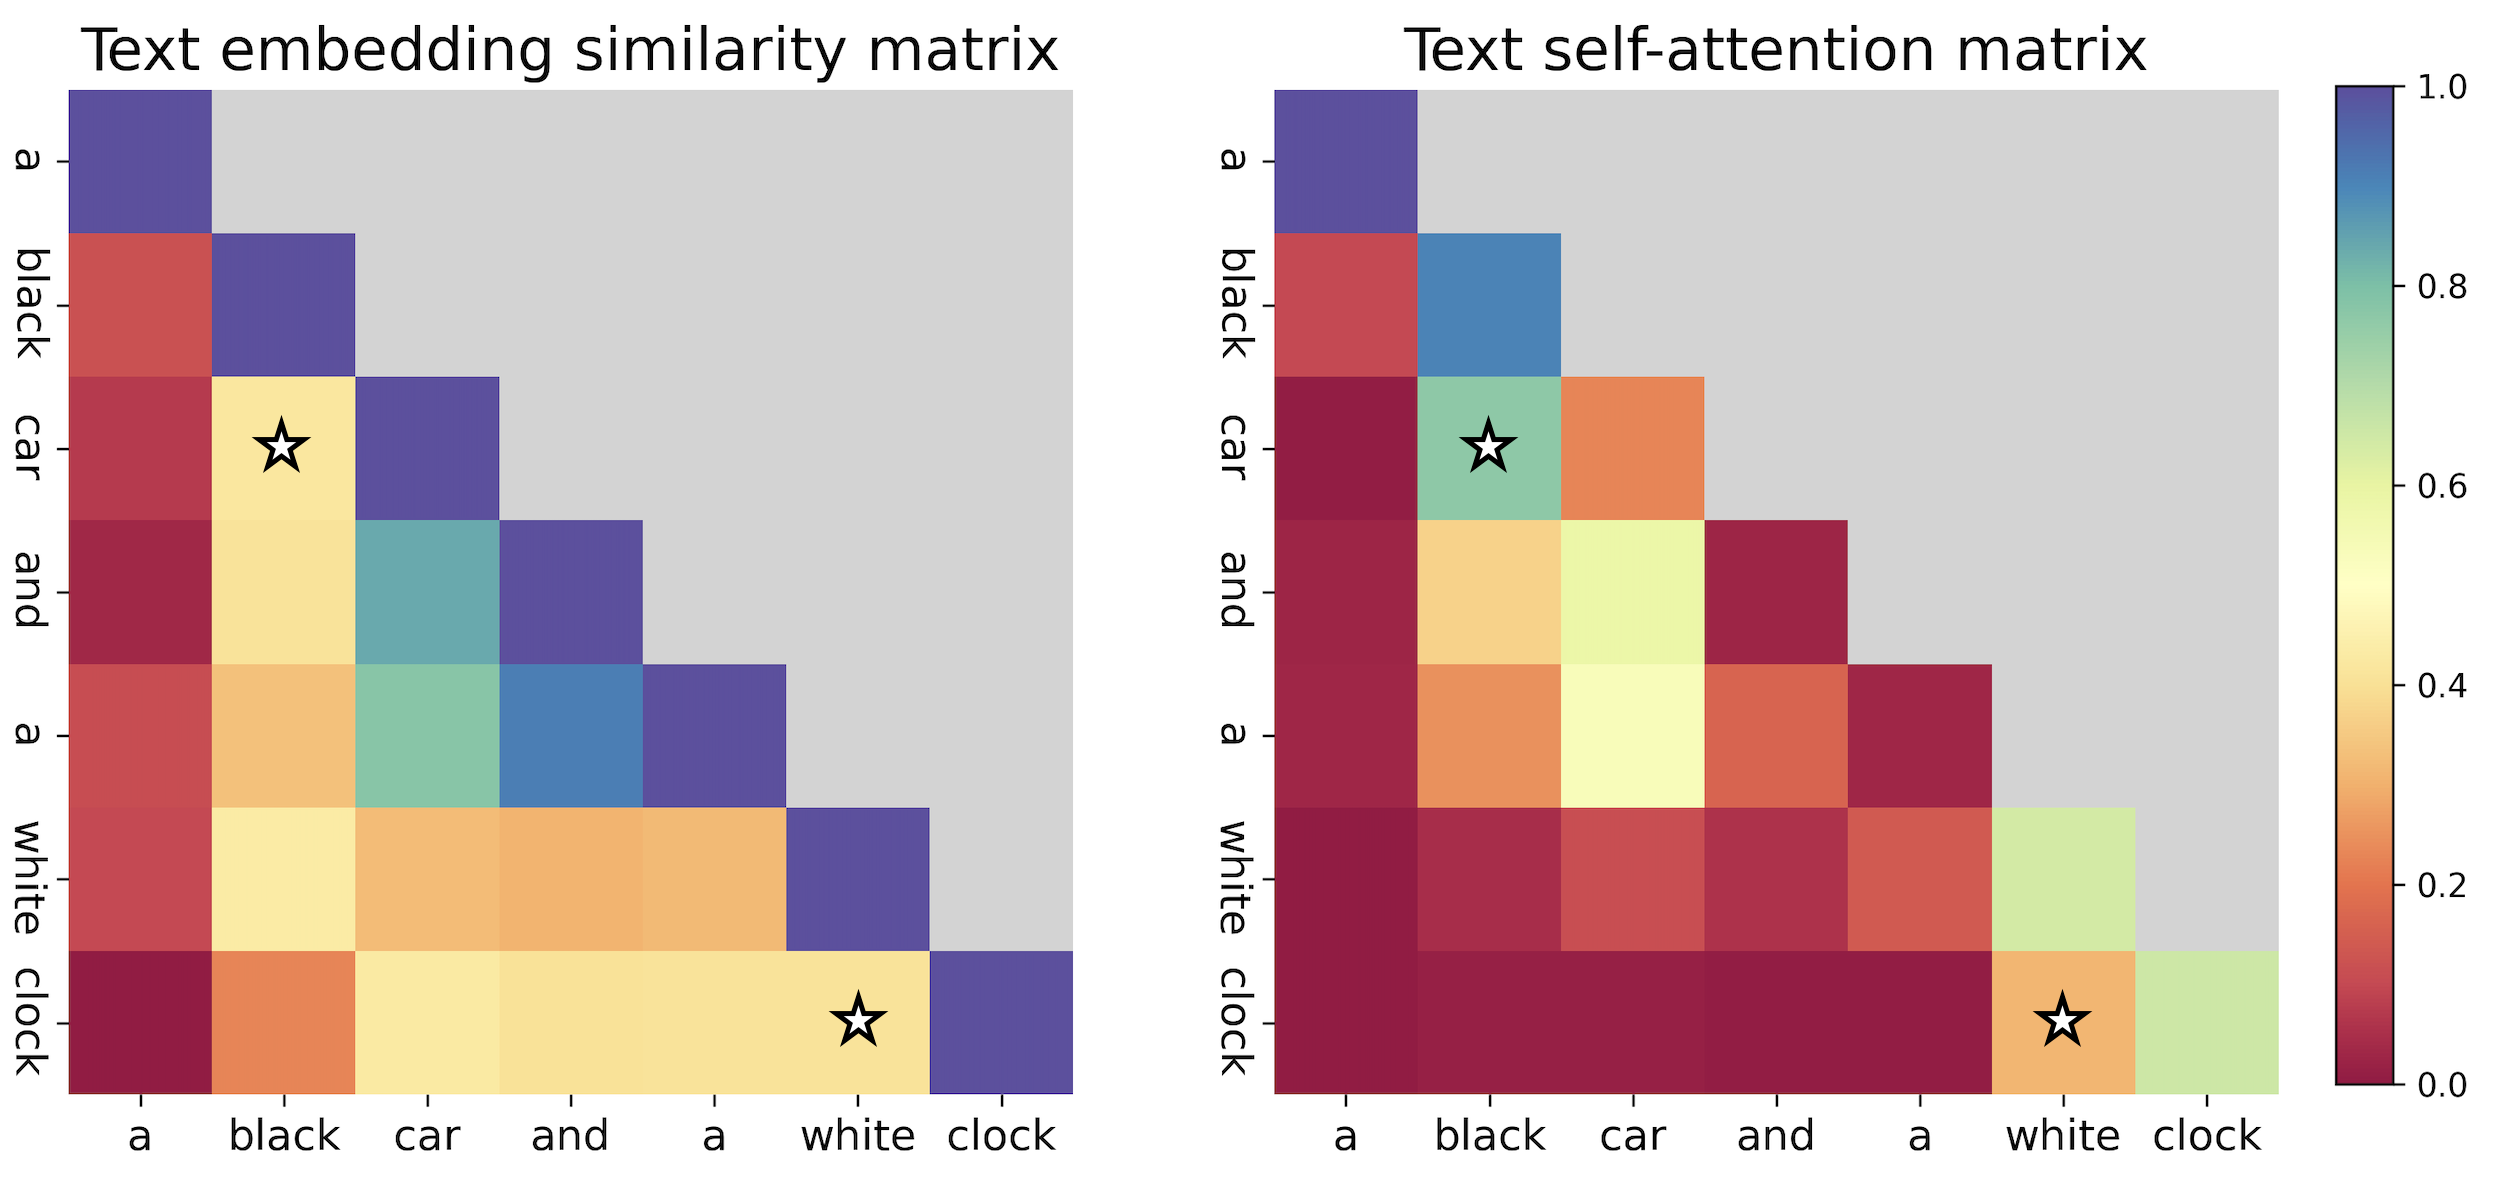 Text embedding similarity matrix
a
black
car
and
a
white
clock
a black car and a white clock
Text self-attention matrix
a
black
car
and
a
white
clock
a black car and a white clock
1.0
0.8
0.6
0.4
0.2
0.0